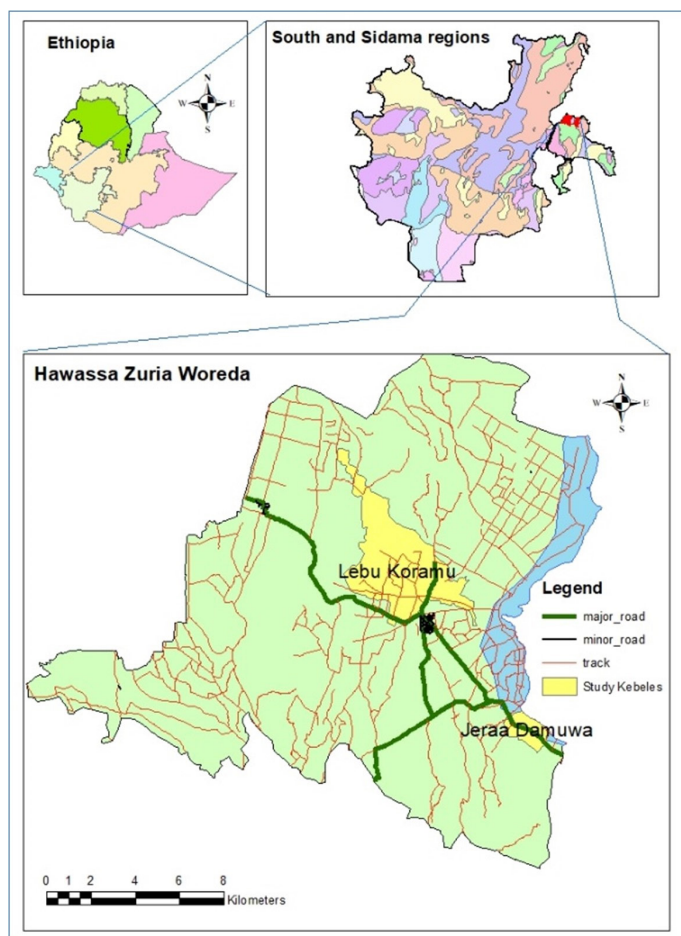 Ethiopia
N
W E
S
South and Sidama regions
N
W E
S
Hawassa Zuria Woreda
N
W E
S
Lebu Koramu
Legend
major_road
minor_road
track
Study Kebeles
Jeraa Damuwa
0 1 2 4 6 8
Kilometers